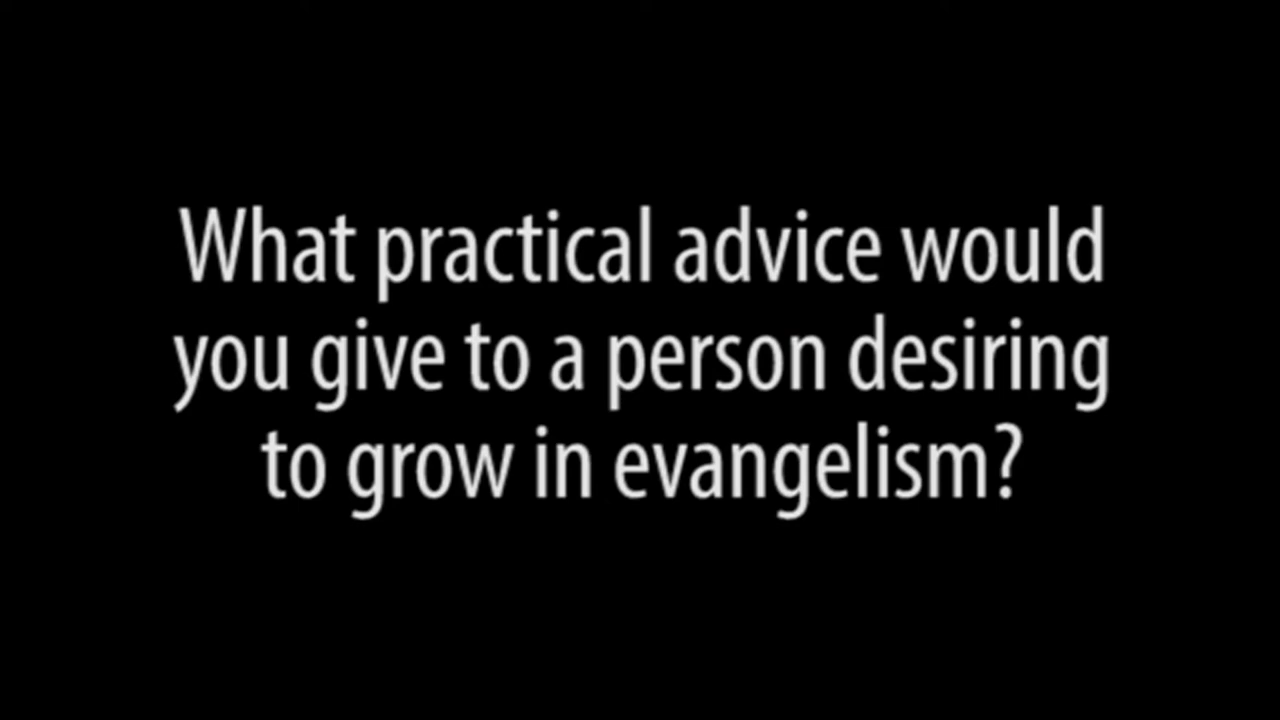 What practical advice would
you give to a person desiring
to grow in evangelism?